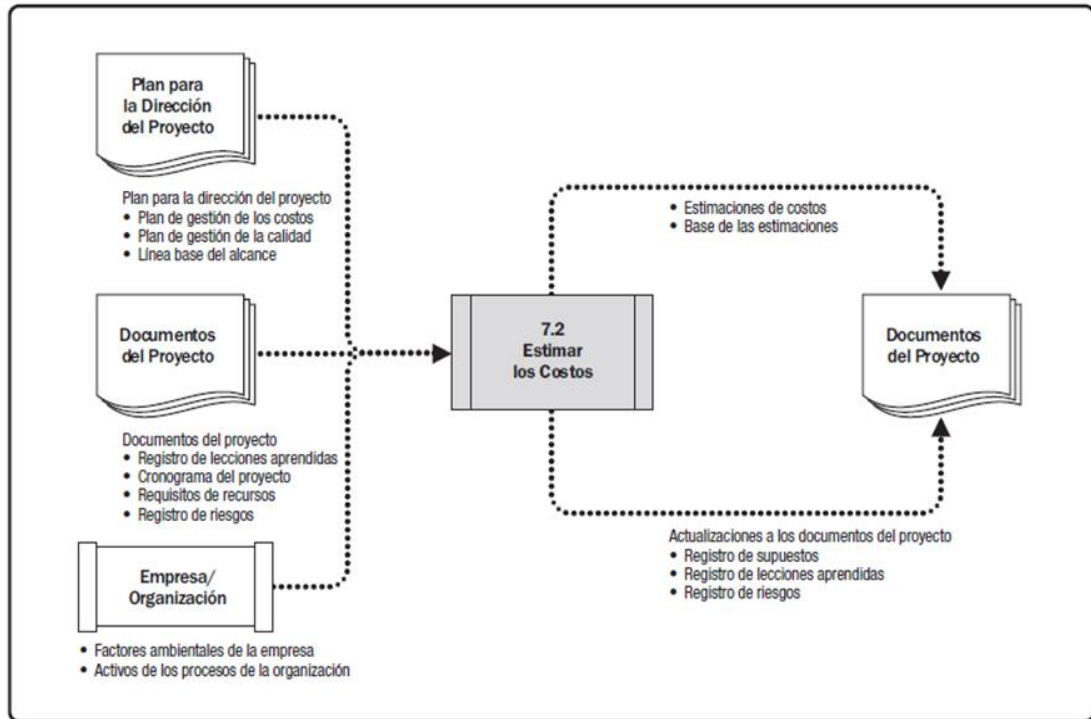 Plan para
la Dirección
del Proyecto
Plan para la dirección del proyecto
• Plan de gestión de los costos
• Plan de gestión de la calidad
• Línea base del alcance
Documentos
del Proyecto
Documentos del proyecto
• Registro de lecciones aprendidas
• Cronograma del proyecto
• Requisitos de recursos
• Registro de riesgos
Empresa/
Organización
• Factores ambientales de la empresa
• Activos de los procesos de la organización
7.2
Estimar
los Costos
• Estimaciones de costos
• Base de las estimaciones
Documentos
del Proyecto
Actualizaciones a los documentos del proyecto
• Registro de supuestos
• Registro de lecciones aprendidas
• Registro de riesgos